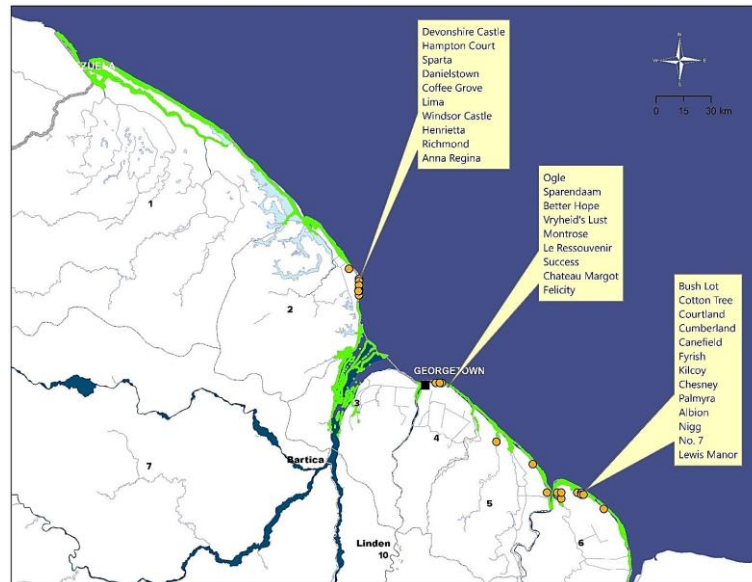 Devonshire Castle
Hampton Court
Sparta
Danielstown
Coffee Grove
Lima
Windsor Castle
Henrietta
Richmond
Anna Regina
N
0 15 30 km
ZUELA
1
Ogle
Sparendaam
Better Hope
Vryheid's Lust
Montrose
Le Ressouvenir
Success
Chateau Margot
Felicity
2
Bush Lot
Cotton Tree
Courtland
Cumberland
Canefield
Fyrish
Kilcoy
Chesney
Palmyra
Albion
Nigg
No. 7
Lewis Manor
GEORGETOWN
3
4
Bartica
7
5
Linden
10
6